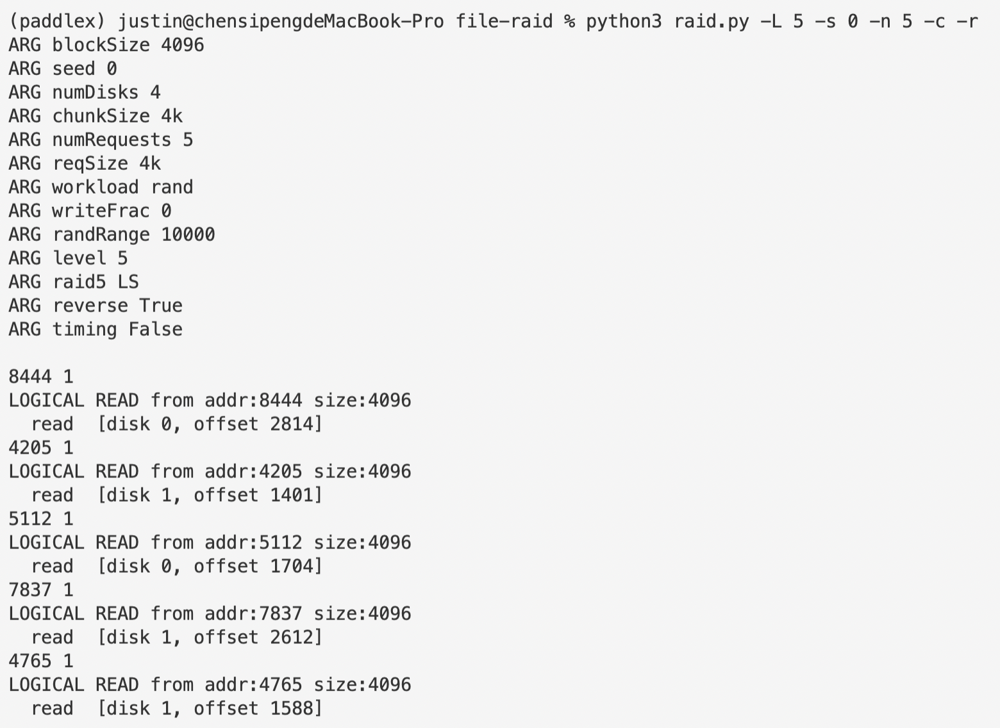 (paddlex) justin@chensipengdeMacBook-Pro file-raid % python3 raid.py -L 5 -s 0 -n 5 -c -r
ARG blockSize 4096
ARG seed 0
ARG numDisks 4
ARG chunkSize 4k
ARG numRequests 5
ARG reqSize 4k
ARG workload rand
ARG writeFrac 0
ARG randRange 10000
ARG level 5
ARG raid5 LS
ARG reverse True
ARG timing False

8444 1
LOGICAL READ from addr:8444 size:4096
  read  [disk 0, offset 2814]
4205 1
LOGICAL READ from addr:4205 size:4096
  read  [disk 1, offset 1401]
5112 1
LOGICAL READ from addr:5112 size:4096
  read  [disk 0, offset 1704]
7837 1
LOGICAL READ from addr:7837 size:4096
  read  [disk 1, offset 2612]
4765 1
LOGICAL READ from addr:4765 size:4096
  read  [disk 1, offset 1588]